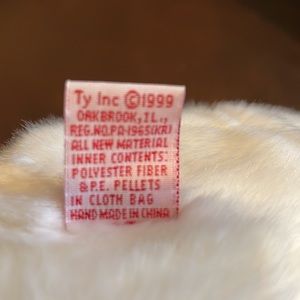 Ty Inc ©1999
OAKBROOK, IL.,
REG.NO.PA-1965(KR)
ALL NEW MATERIAL
INNER CONTENTS:
POLYESTER FIBER
& P.E. PELLETS
IN CLOTH BAG
HAND MADE IN CHINA